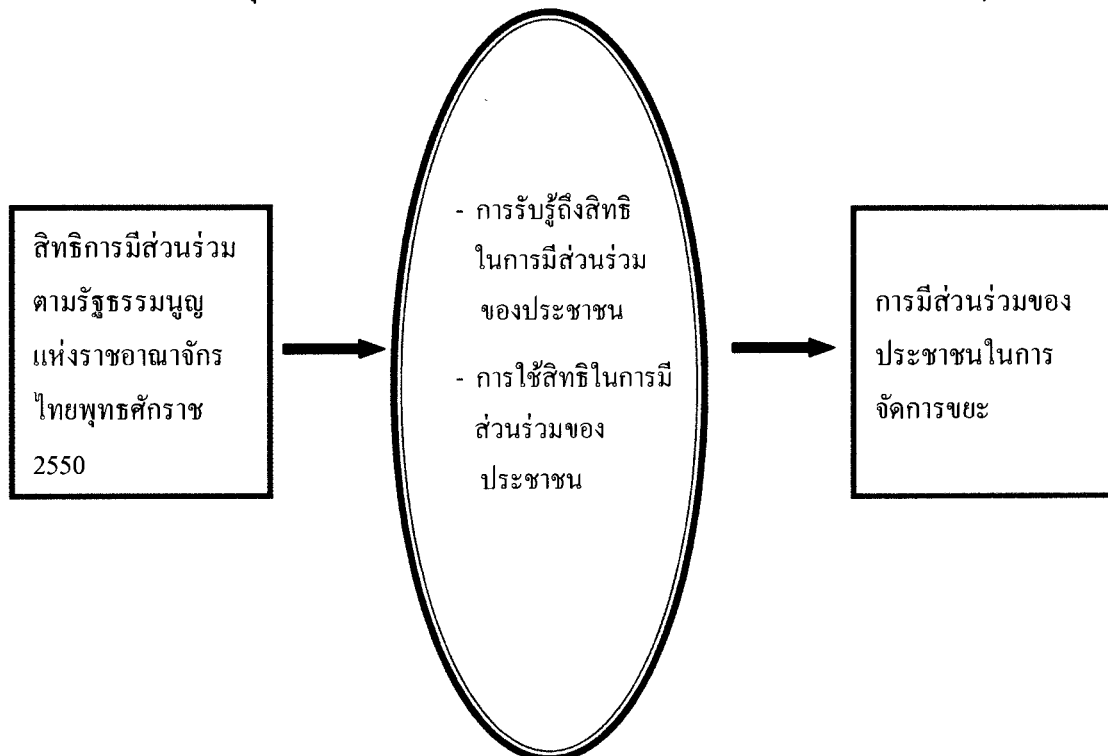 สิทธิการมีส่วนร่วม
ตามรัฐธรรมนูญ
แห่งราชอาณาจักร
ไทยพุทธศักราช
2550
- การรับรู้ถึงสิทธิ
ในการมีส่วนร่วม
ของประชาชน
- การใช้สิทธิในการมี
ส่วนร่วมของ
ประชาชน
การมีส่วนร่วมของ
ประชาชนในการ
จัดการขยะ